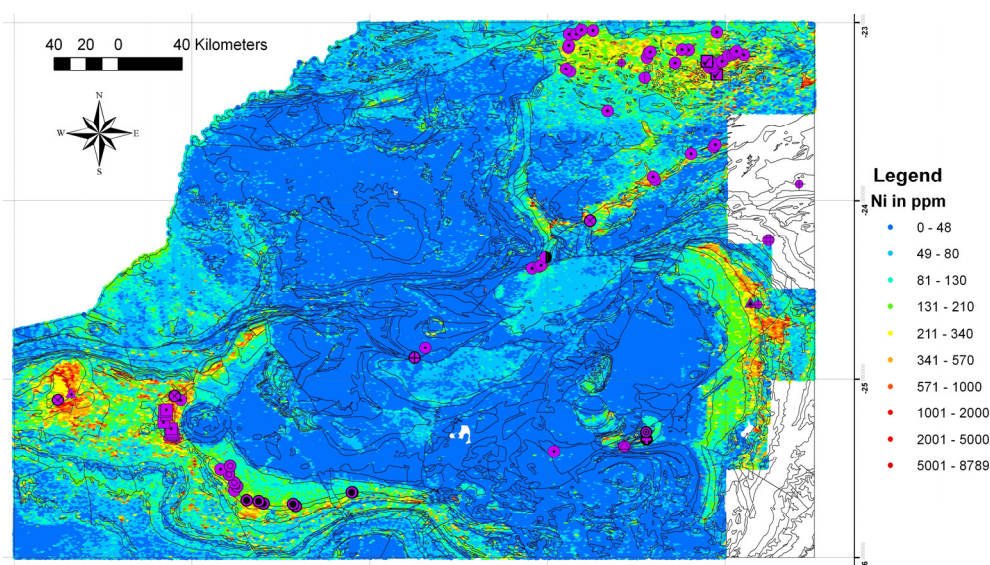 40 20 0 40 Kilometers
N
W E
S
-23
-24
-25
Legend
Ni in ppm
0 - 48
49 - 80
81 - 130
131 - 210
211 - 340
341 - 570
571 - 1000
1001 - 2000
2001 - 5000
5001 - 8789